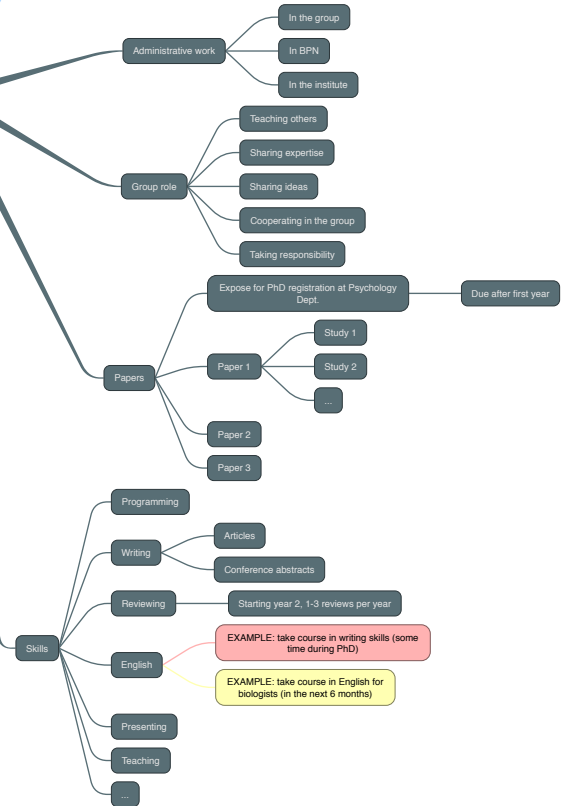 In the group
Administrative work
In BPN
In the institute
Teaching others
Sharing expertise
Group role
Sharing ideas
Cooperating in the group
Taking responsibility
Expose for PhD registration at Psychology
Dept.
Due after first year
Papers
Paper 1
Study 1
Study 2
...
Paper 2
Paper 3
Skills
Programming
Writing
Articles
Conference abstracts
Reviewing
Starting year 2, 1-3 reviews per year
English
EXAMPLE: take course in writing skills (some
time during PhD)
EXAMPLE: take course in English for
biologists (in the next 6 months)
Presenting
Teaching
...